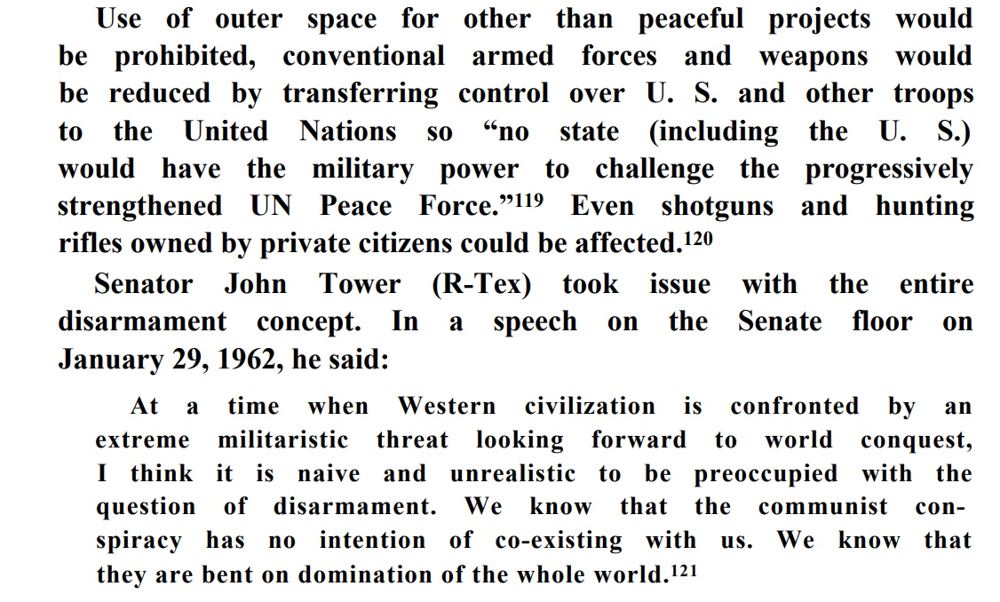 Use of outer space for other than peaceful projects would
be prohibited, conventional armed forces and weapons would
be reduced by transferring control over U. S. and other troops
to the United Nations so “no state (including the U. S.)
would have the military power to challenge the progressively
strengthened UN Peace Force.”119 Even shotguns and hunting
rifles owned by private citizens could be affected.120
Senator John Tower (R-Tex) took issue with the entire
disarmament concept. In a speech on the Senate floor on
January 29, 1962, he said:
At a time when Western civilization is confronted by an
extreme militaristic threat looking forward to world conquest,
I think it is naive and unrealistic to be preoccupied with the
question of disarmament. We know that the communist con-
spiracy has no intention of co-existing with us. We know that
they are bent on domination of the whole world.121